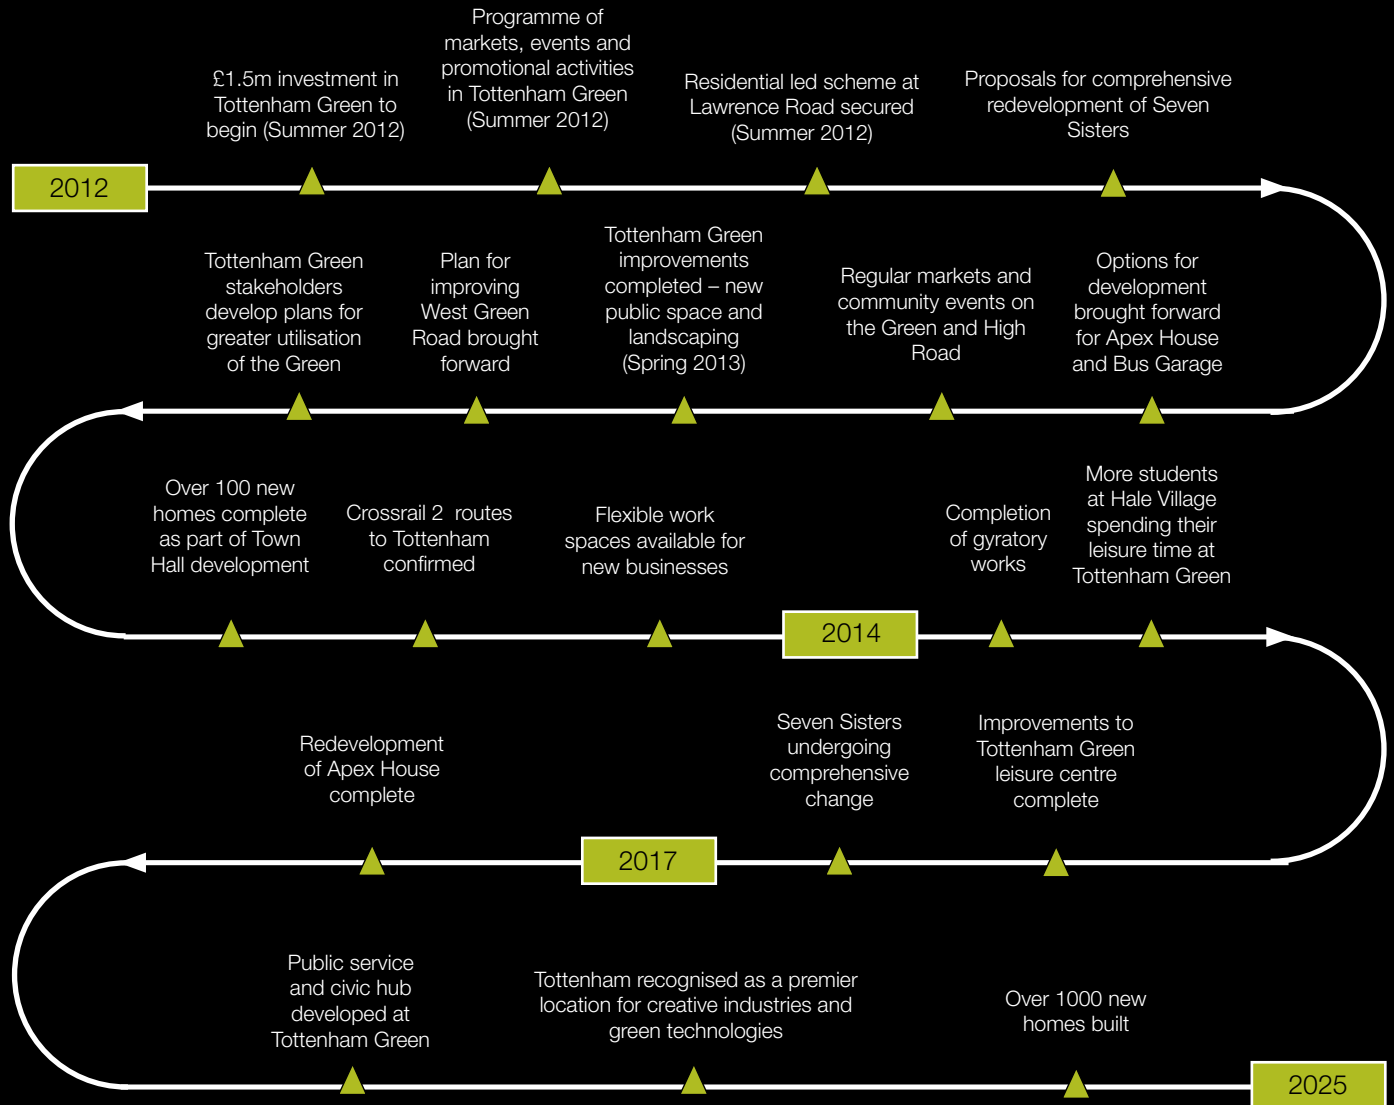 2012
£1.5m investment in
Tottenham Green to
begin (Summer 2012)
Programme of
markets, events and
promotional activities
in Tottenham Green
(Summer 2012)
Residential led scheme at
Lawrence Road secured
(Summer 2012)
Proposals for comprehensive
redevelopment of Seven
Sisters
Options for
development
brought forward
for Apex House
and Bus Garage
Regular markets and
community events on
the Green and High
Road
Tottenham Green
improvements
completed – new
public space and
landscaping
(Spring 2013)
Plan for
improving
West Green
Road brought
forward
Tottenham Green
stakeholders
develop plans for
greater utilisation
of the Green
Over 100 new
homes complete
as part of Town
Hall development
Crossrail 2 routes
to Tottenham
confirmed
Flexible work
spaces available for
new businesses
2014
Completion
of gyratory
works
More students
at Hale Village
spending their
leisure time at
Tottenham Green
Improvements to
Tottenham Green
leisure centre
complete
Seven Sisters
undergoing
comprehensive
change
2017
Redevelopment
of Apex House
complete
Public service
and civic hub
developed at
Tottenham Green
Tottenham recognised as a premier
location for creative industries and
green technologies
Over 1000 new
homes built
2025